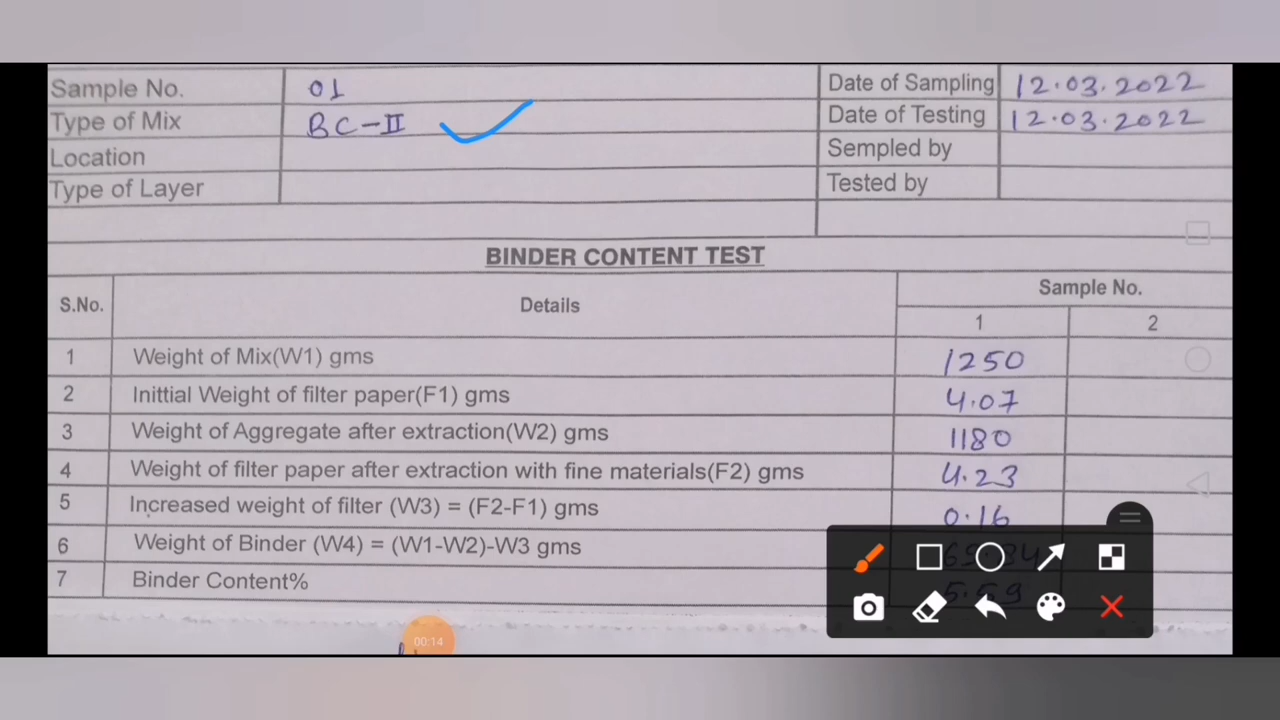 Sample No. 01 Date of Sampling 12.03.2022
Type of Mix BC-II Date of Testing 12.03.2022
Location Sempled by
Type of Layer Tested by
BINDER CONTENT TEST
S.No. Details Sample No.
1 2
1 Weight of Mix(W1) gms 1250
2 Inittial Weight of filter paper(F1) gms 4.07
3 Weight of Aggregate after extraction(W2) gms 1180
4 Weight of filter paper after extraction with fine materials(F2) gms 4.23
5 Increased weight of filter (W3) = (F2-F1) gms 0.16
6 Weight of Binder (W4) = (W1-W2)-W3 gms 69.84
7 Binder Content% 5.59
00:14